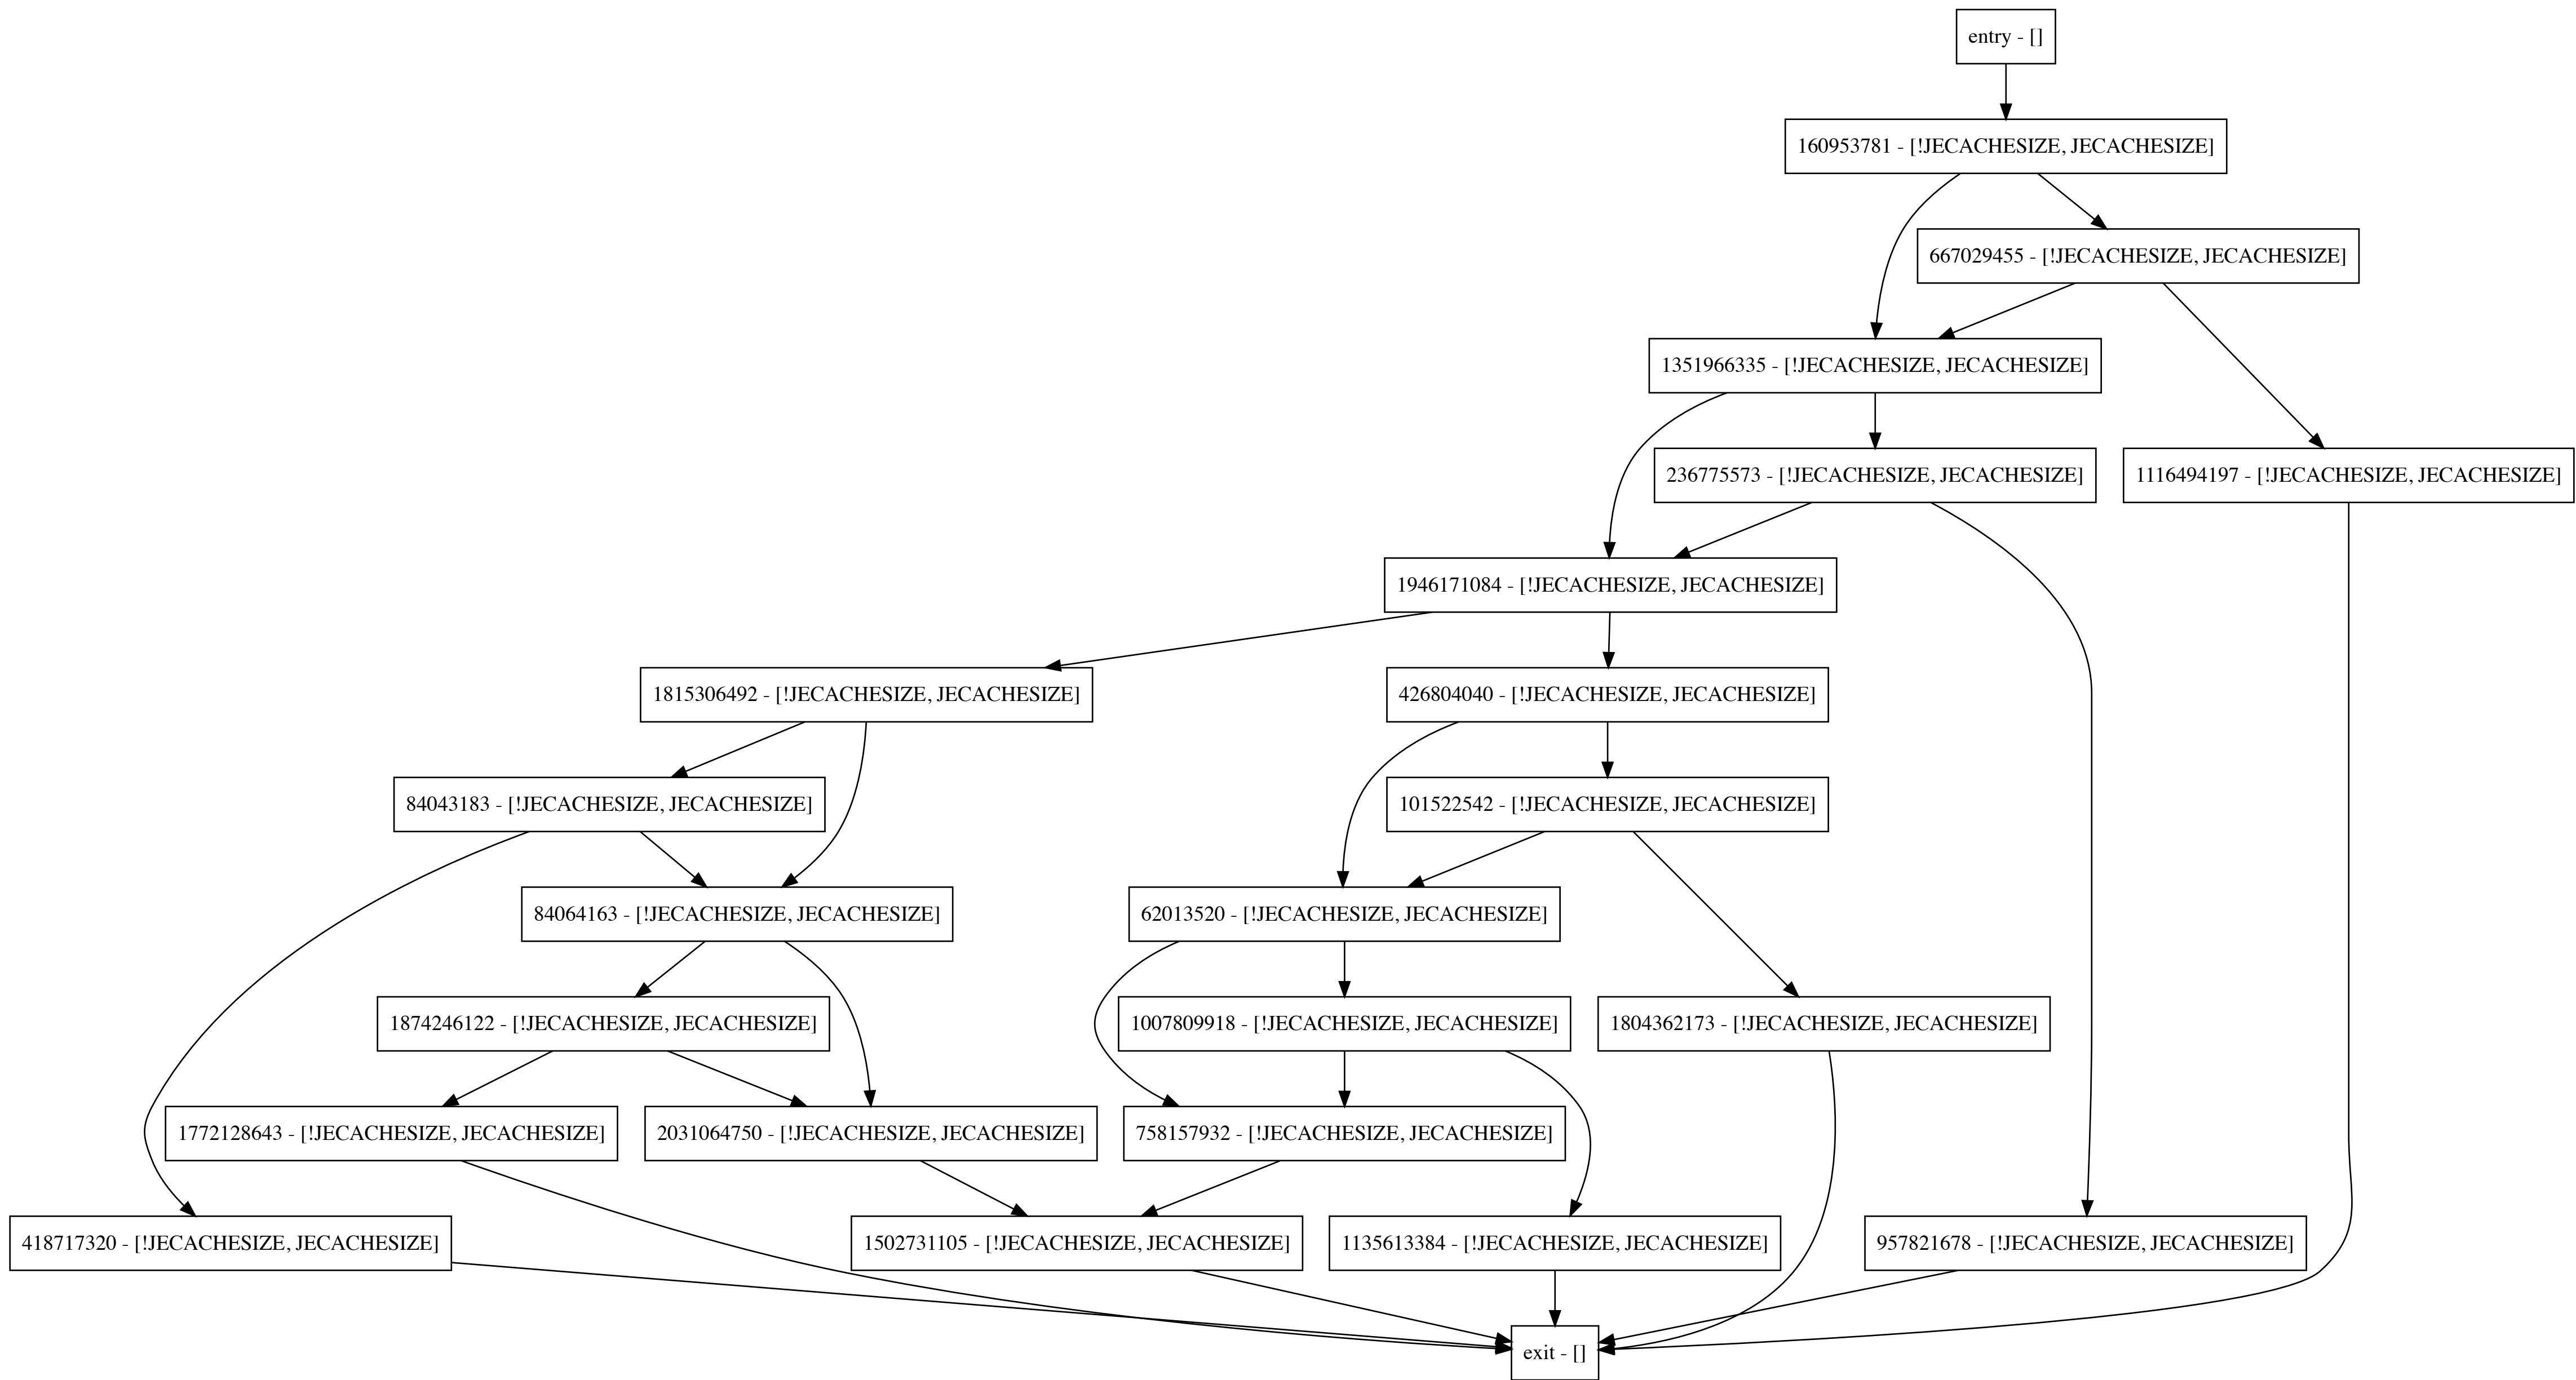 entry - []
160953781 - [!JECACHESIZE, JECACHESIZE]
667029455 - [!JECACHESIZE, JECACHESIZE]
1351966335 - [!JECACHESIZE, JECACHESIZE]
236775573 - [!JECACHESIZE, JECACHESIZE]
1116494197 - [!JECACHESIZE, JECACHESIZE]
1946171084 - [!JECACHESIZE, JECACHESIZE]
1815306492 - [!JECACHESIZE, JECACHESIZE]
426804040 - [!JECACHESIZE, JECACHESIZE]
84043183 - [!JECACHESIZE, JECACHESIZE]
101522542 - [!JECACHESIZE, JECACHESIZE]
84064163 - [!JECACHESIZE, JECACHESIZE]
62013520 - [!JECACHESIZE, JECACHESIZE]
1874246122 - [!JECACHESIZE, JECACHESIZE]
1007809918 - [!JECACHESIZE, JECACHESIZE]
1804362173 - [!JECACHESIZE, JECACHESIZE]
1772128643 - [!JECACHESIZE, JECACHESIZE]
2031064750 - [!JECACHESIZE, JECACHESIZE]
758157932 - [!JECACHESIZE, JECACHESIZE]
418717320 - [!JECACHESIZE, JECACHESIZE]
1502731105 - [!JECACHESIZE, JECACHESIZE]
1135613384 - [!JECACHESIZE, JECACHESIZE]
957821678 - [!JECACHESIZE, JECACHESIZE]
exit - []